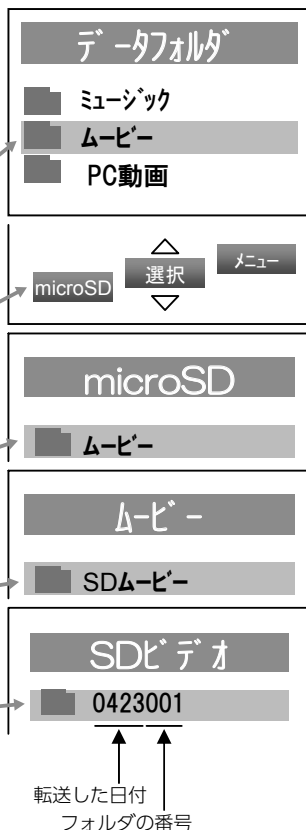 データフォルダ
ミュージック
ムービー
PC動画
microSD
選択
メニュー
microSD
ムービー
ムービー
SDムービー
SDビデオ
0423001
転送した日付
フォルダの番号